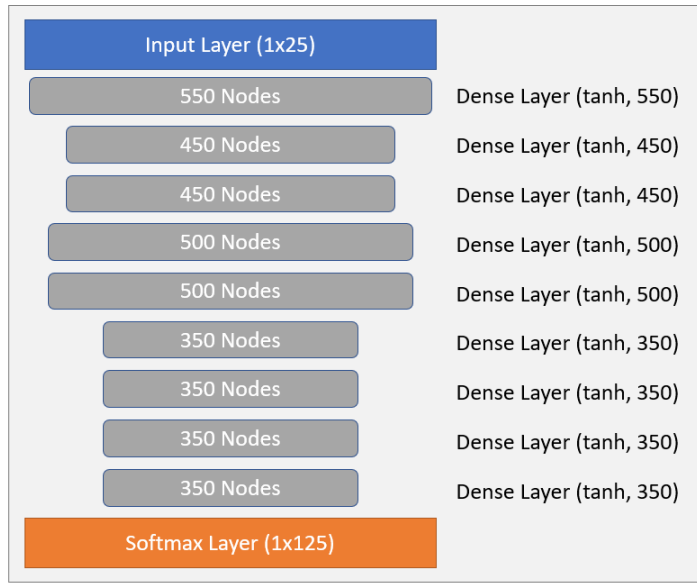 Input Layer (1x25)
550 Nodes Dense Layer (tanh, 550)
450 Nodes Dense Layer (tanh, 450)
450 Nodes Dense Layer (tanh, 450)
500 Nodes Dense Layer (tanh, 500)
500 Nodes Dense Layer (tanh, 500)
350 Nodes Dense Layer (tanh, 350)
350 Nodes Dense Layer (tanh, 350)
350 Nodes Dense Layer (tanh, 350)
350 Nodes Dense Layer (tanh, 350)
Softmax Layer (1x125)